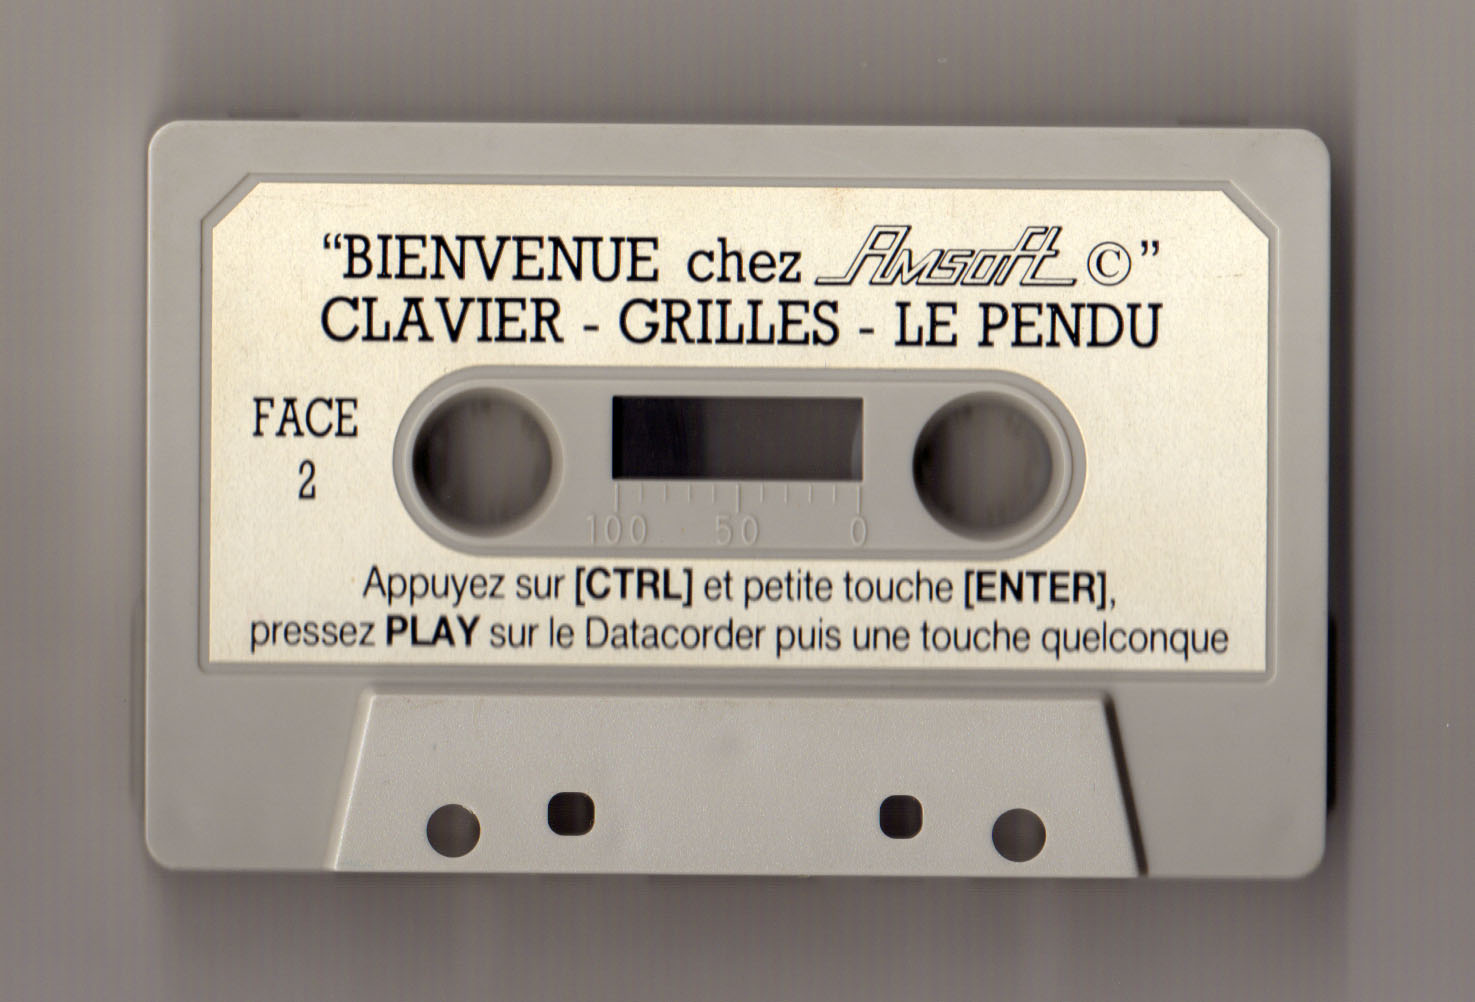 “BIENVENUE chez Amsoft ©”
CLAVIER - GRILLES - LE PENDU
FACE
2
100 50 0
Appuyez sur [CTRL] et petite touche [ENTER],
pressez PLAY sur le Datacorder puis une touche quelconque